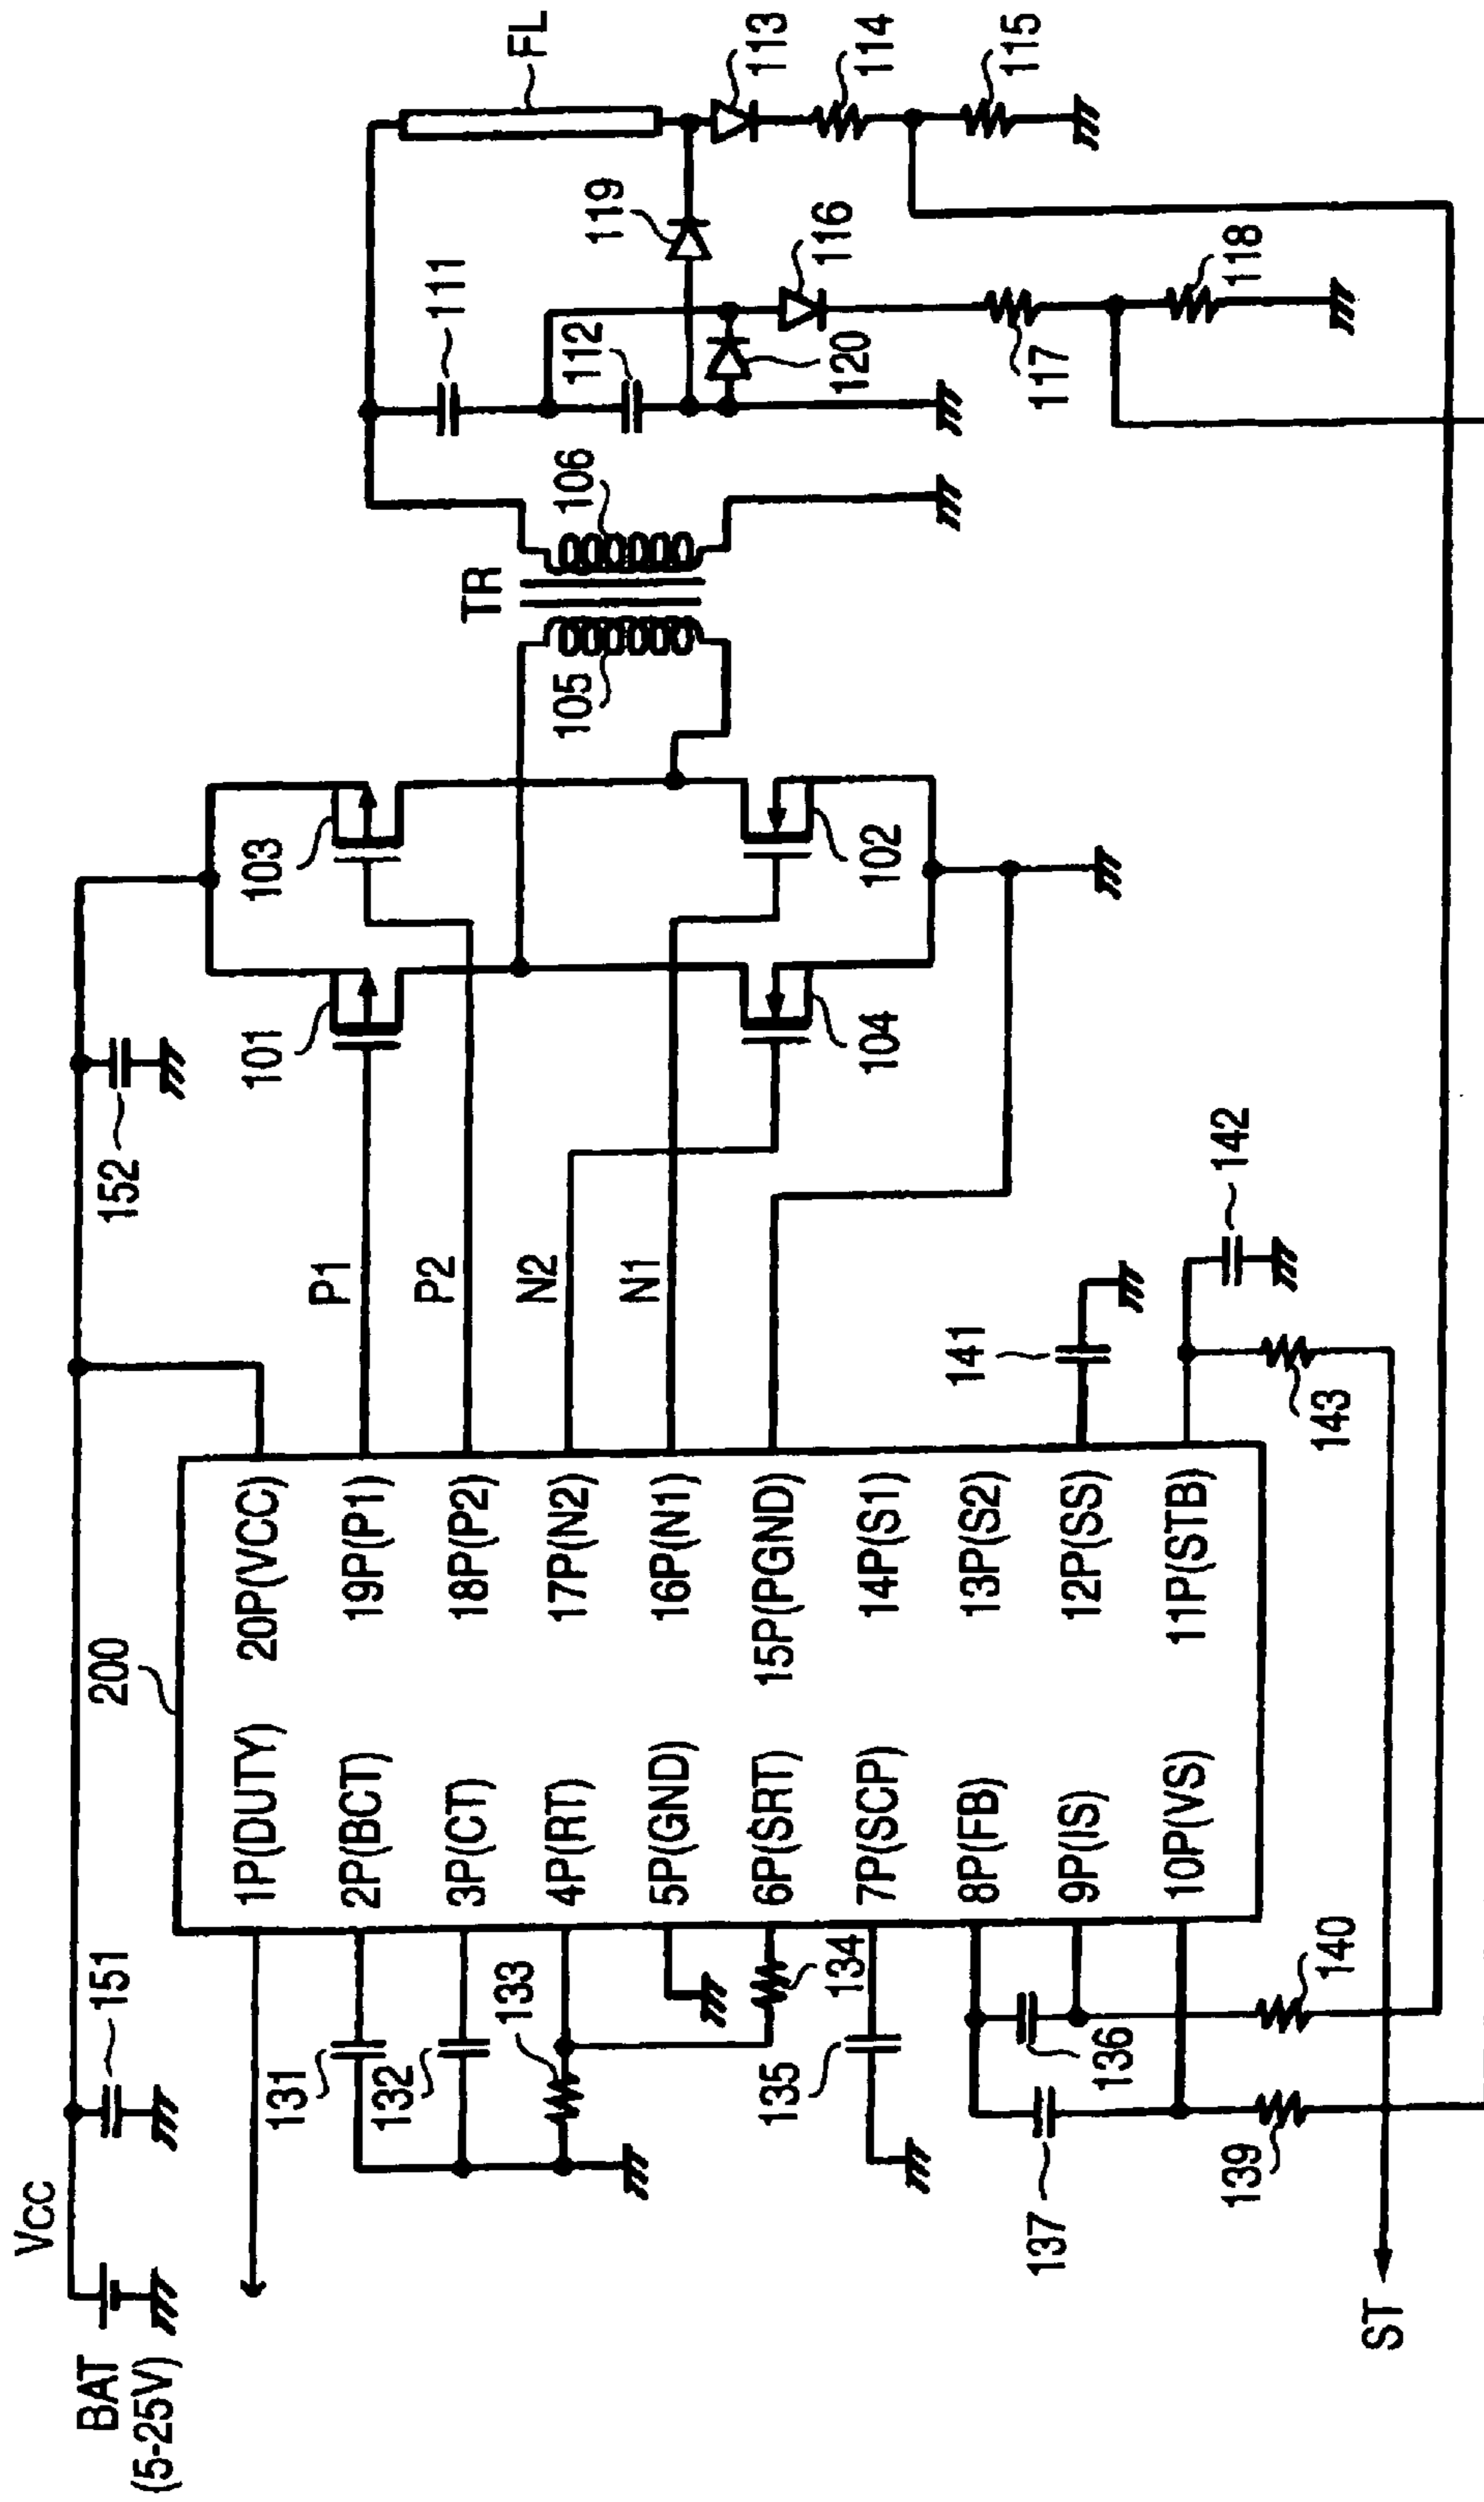 BAT
(5-25V)
Vcc
151
152
200
1P(DUTY)
2P(BCT)
3P(CT)
4P(RT)
5P(GND)
6P(SRT)
7P(SCP)
8P(FB)
9P(IS)
10P(VS)
20P(VCC)
19P(P1)
18P(P2)
17P(N2)
16P(N1)
15P(PGND)
14P(S1)
13P(S2)
12P(SS)
11P(STB)
131
132
133
134
135
136
137
139
140
ST
P1
P2
N2
N1
141
142
143
101
103
104
102
TR
105
106
111
112
119
120
116
117
118
FL
113
114
115